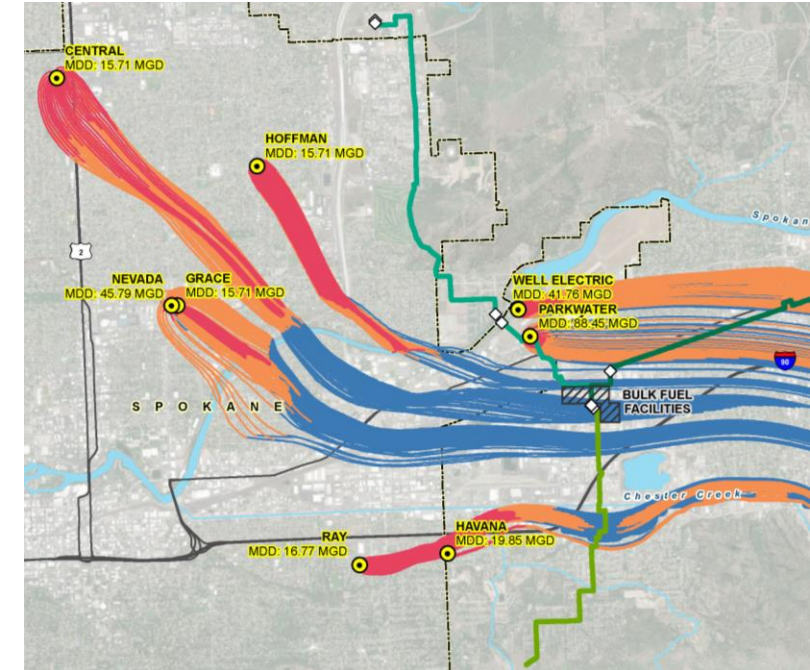 CENTRAL
MDD: 15.71 MGD
HOFFMAN
MDD: 15.71 MGD
2
NEVADA
MDD: 45.79 MGD
GRACE
MDD: 15.71 MGD
WELL ELECTRIC
MDD: 41.76 MGD
PARKWATER
MDD: 88.45 MGD
Spokan
90
BULK FUEL
FACILITIES
SPOKANE
Chester Creek
HAVANA
MDD: 19.85 MGD
RAY
MDD: 16.77 MGD